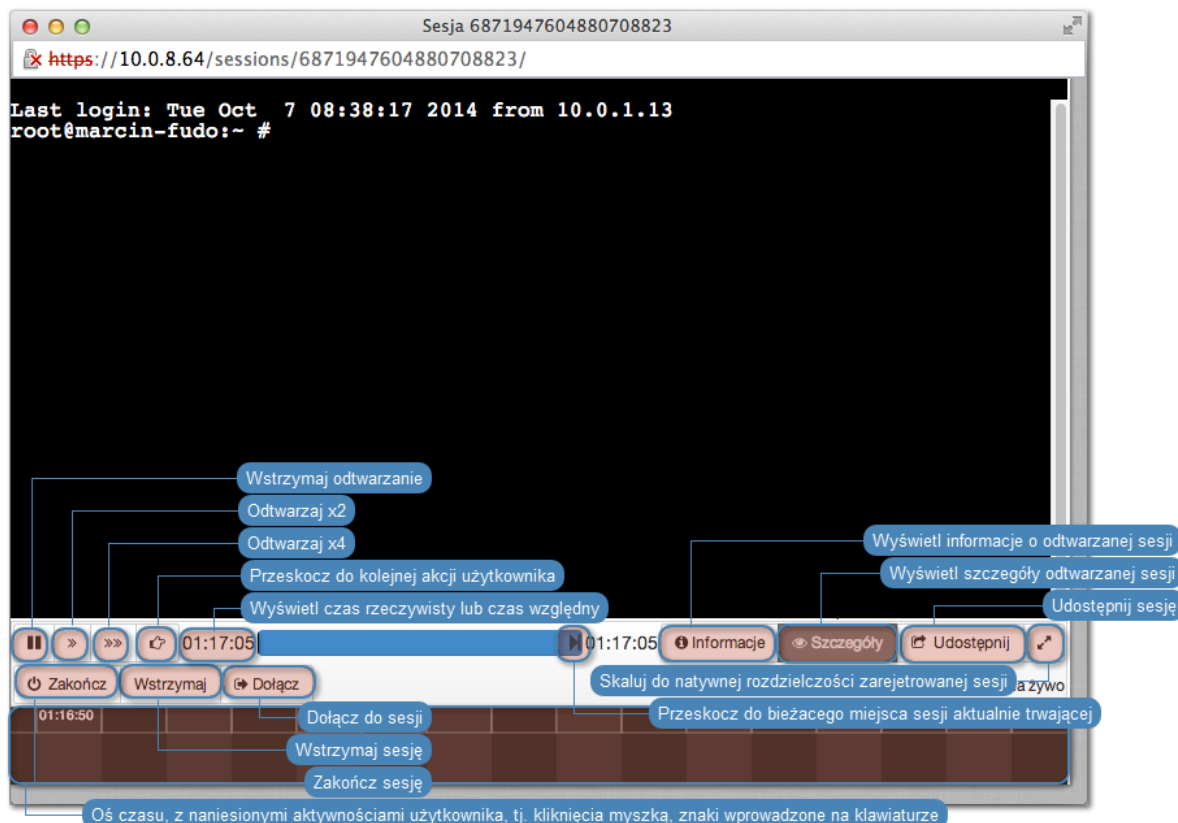 Sesja 6871947604880708823
https://10.0.8.64/sessions/6871947604880708823/
Last login: Tue Oct  7 08:38:17 2014 from 10.0.1.13
root@marcin-fudo:~ #
Wstrzymaj odtwarzanie
Odtwarzaj x2
Odtwarzaj x4
Wyświetl informacje o odtwarzanej sesji
Przeskocz do kolejnej akcji użytkownika
Wyświetl szczegóły odtwarzanej sesji
Wyświetl czas rzeczywisty lub czas względny
Udostępnij sesję
01:17:05 01:17:05 Informacje Szczegóły Udostępnij
Zakończ Wstrzymaj Dołącz Skaluj do natywnej rozdzielczości zarejetrowanej sesji żywo
01:16:50 Dołącz do sesji Przeskocz do bieżacego miejsca sesji aktualnie trwającej
Wstrzymaj sesję
Zakończ sesję
Oś czasu, z naniesionymi aktywnościami użytkownika, tj. kliknięcia myszką, znaki wprowadzone na klawiaturze